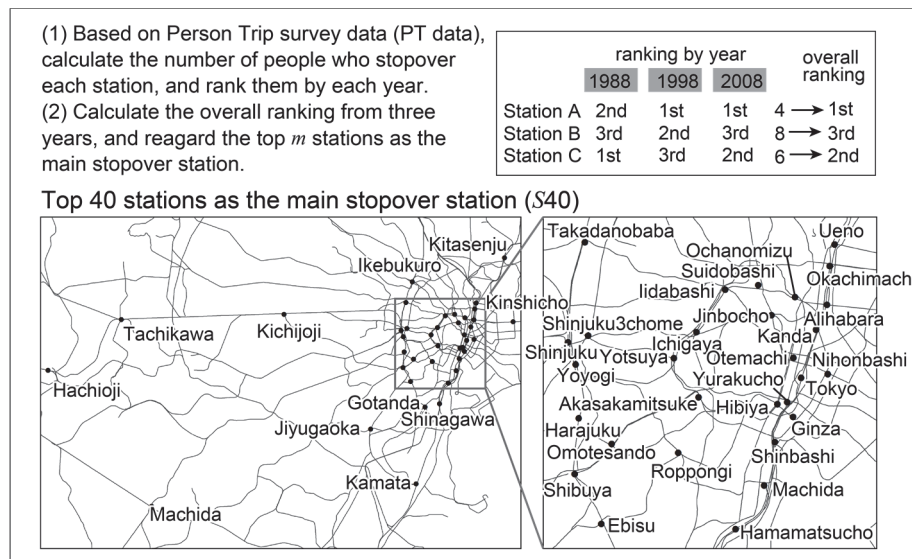 (1) Based on Person Trip survey data (PT data),
calculate the number of people who stopover
each station, and rank them by each year.
(2) Calculate the overall ranking from three
years, and reagard the top m stations as the
main stopover station.
ranking by year
overall
ranking
1988 1998 2008
Station A 2nd 1st 1st 4 → 1st
Station B 3rd 2nd 3rd 8 → 3rd
Station C 1st 3rd 2nd 6 → 2nd
Top 40 stations as the main stopover station (S40)
Kitasenju
Ikebukuro
Kinshicho
Tachikawa
Kichijoji
Hachioji
Gotanda
Shinagawa
Jiyugaoka
Kamata
Machida
Takadanobaba
Ueno
Ochanomizu
Suidobashi
Okachimach
Iidabashi
Jinbocho
Alihabara
Shinjuku3chome
Kanda
Ichigaya
Shinjuku
Yotsuya
Otemachi
Nihonbashi
Yoyogi
Yurakucho
Tokyo
Akasakamitsuke
Hibiya
Harajuku
Ginza
Omotesando
Shinbashi
Roppongi
Shibuya
Machida
Ebisu
Hamamatsucho